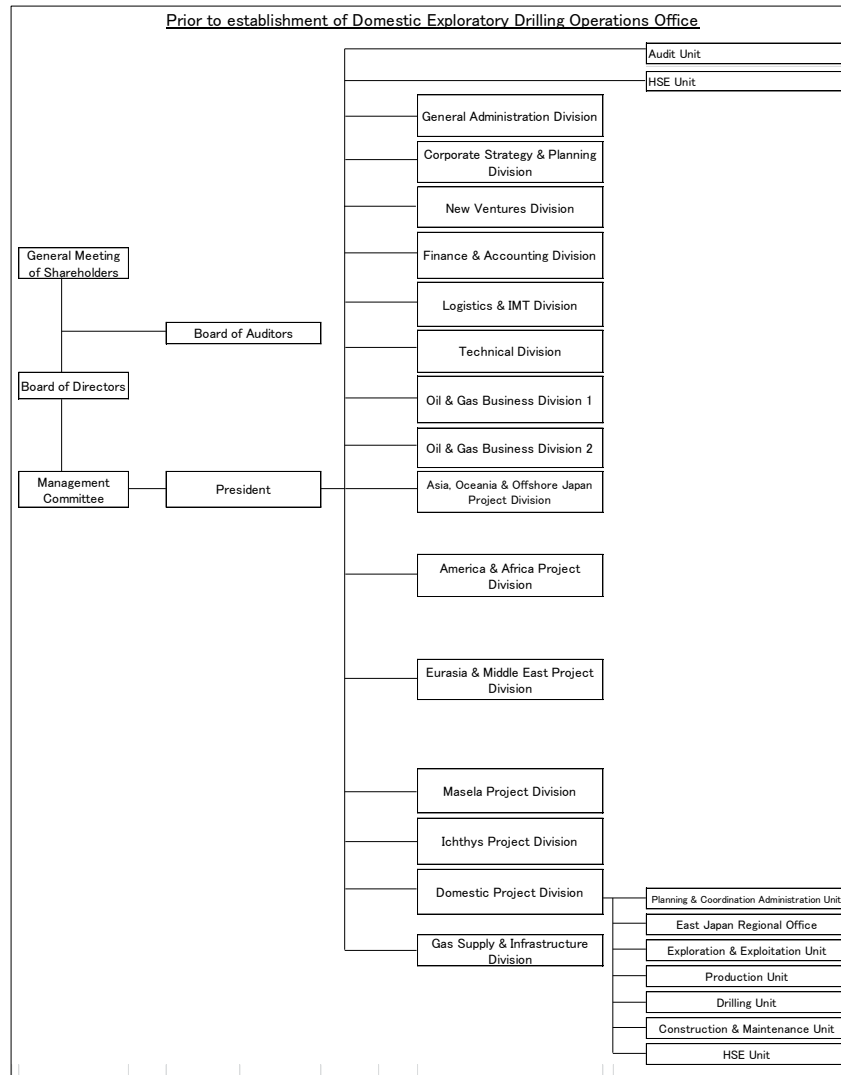 Prior to establishment of Domestic Exploratory Drilling Operations Office
Audit Unit
HSE Unit
General Administration Division
Corporate Strategy & Planning
Division
New Ventures Division
General Meeting
of Shareholders
Finance & Accounting Division
Logistics & IMT Division
Board of Auditors
Technical Division
Board of Directors
Oil & Gas Business Division 1
Oil & Gas Business Division 2
Management
Committee
President
Asia, Oceania & Offshore Japan
Project Division
America & Africa Project
Division
Eurasia & Middle East Project
Division
Masela Project Division
Ichthys Project Division
Domestic Project Division
Planning & Coordination Administration Unit
East Japan Regional Office
Gas Supply & Infrastructure
Division
Exploration & Exploitation Unit
Production Unit
Drilling Unit
Construction & Maintenance Unit
HSE Unit